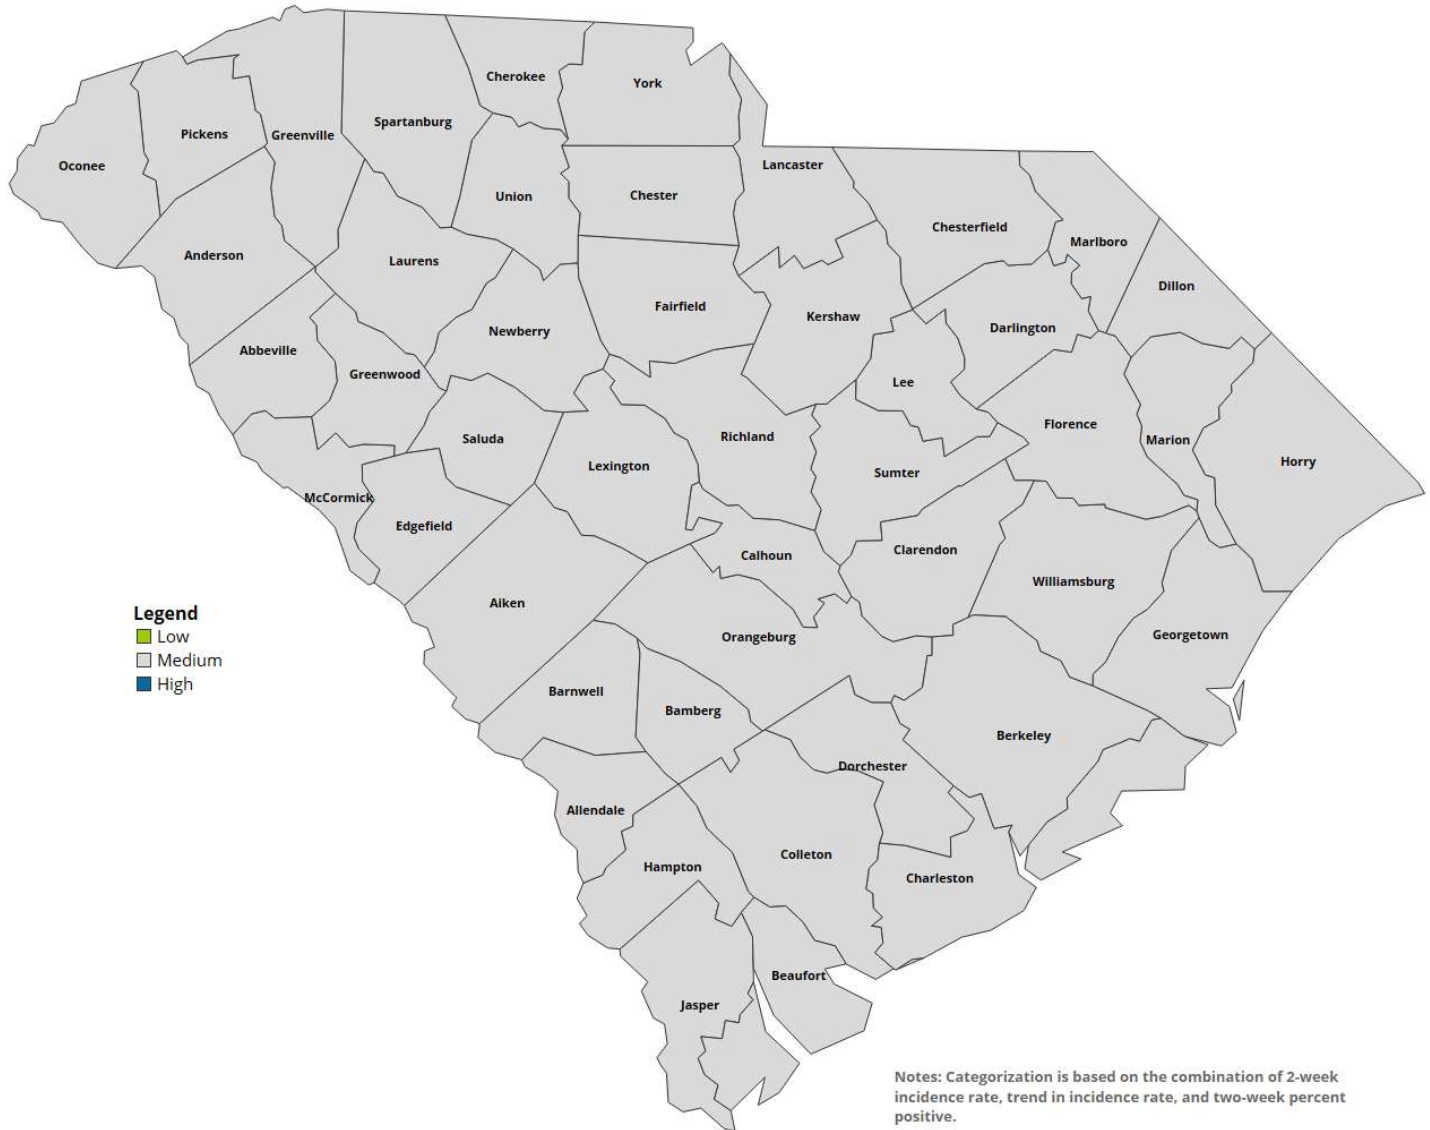 Cherokee
York
Spartanburg
Pickens
Greenville
Oconee
Lancaster
Union
Chester
Chesterfield
Marlboro
Anderson
Laurens
Dillon
Fairfield
Kershaw
Darlington
Newberry
Abbeville
Greenwood
Lee
Florence
Richland
Saluda
Marion
Lexington
Horry
Sumter
McCormick
Edgefield
Clarendon
Calhoun
Williamsburg
Aiken
Orangeburg
Georgetown
Legend
Low
Medium
High
Barnwell
Bamberg
Berkeley
Dorchester
Allendale
Colleton
Hampton
Charleston
Beaufort
Jasper
Notes: Categorization is based on the combination of 2-week
incidence rate, trend in incidence rate, and two-week percent
positive.